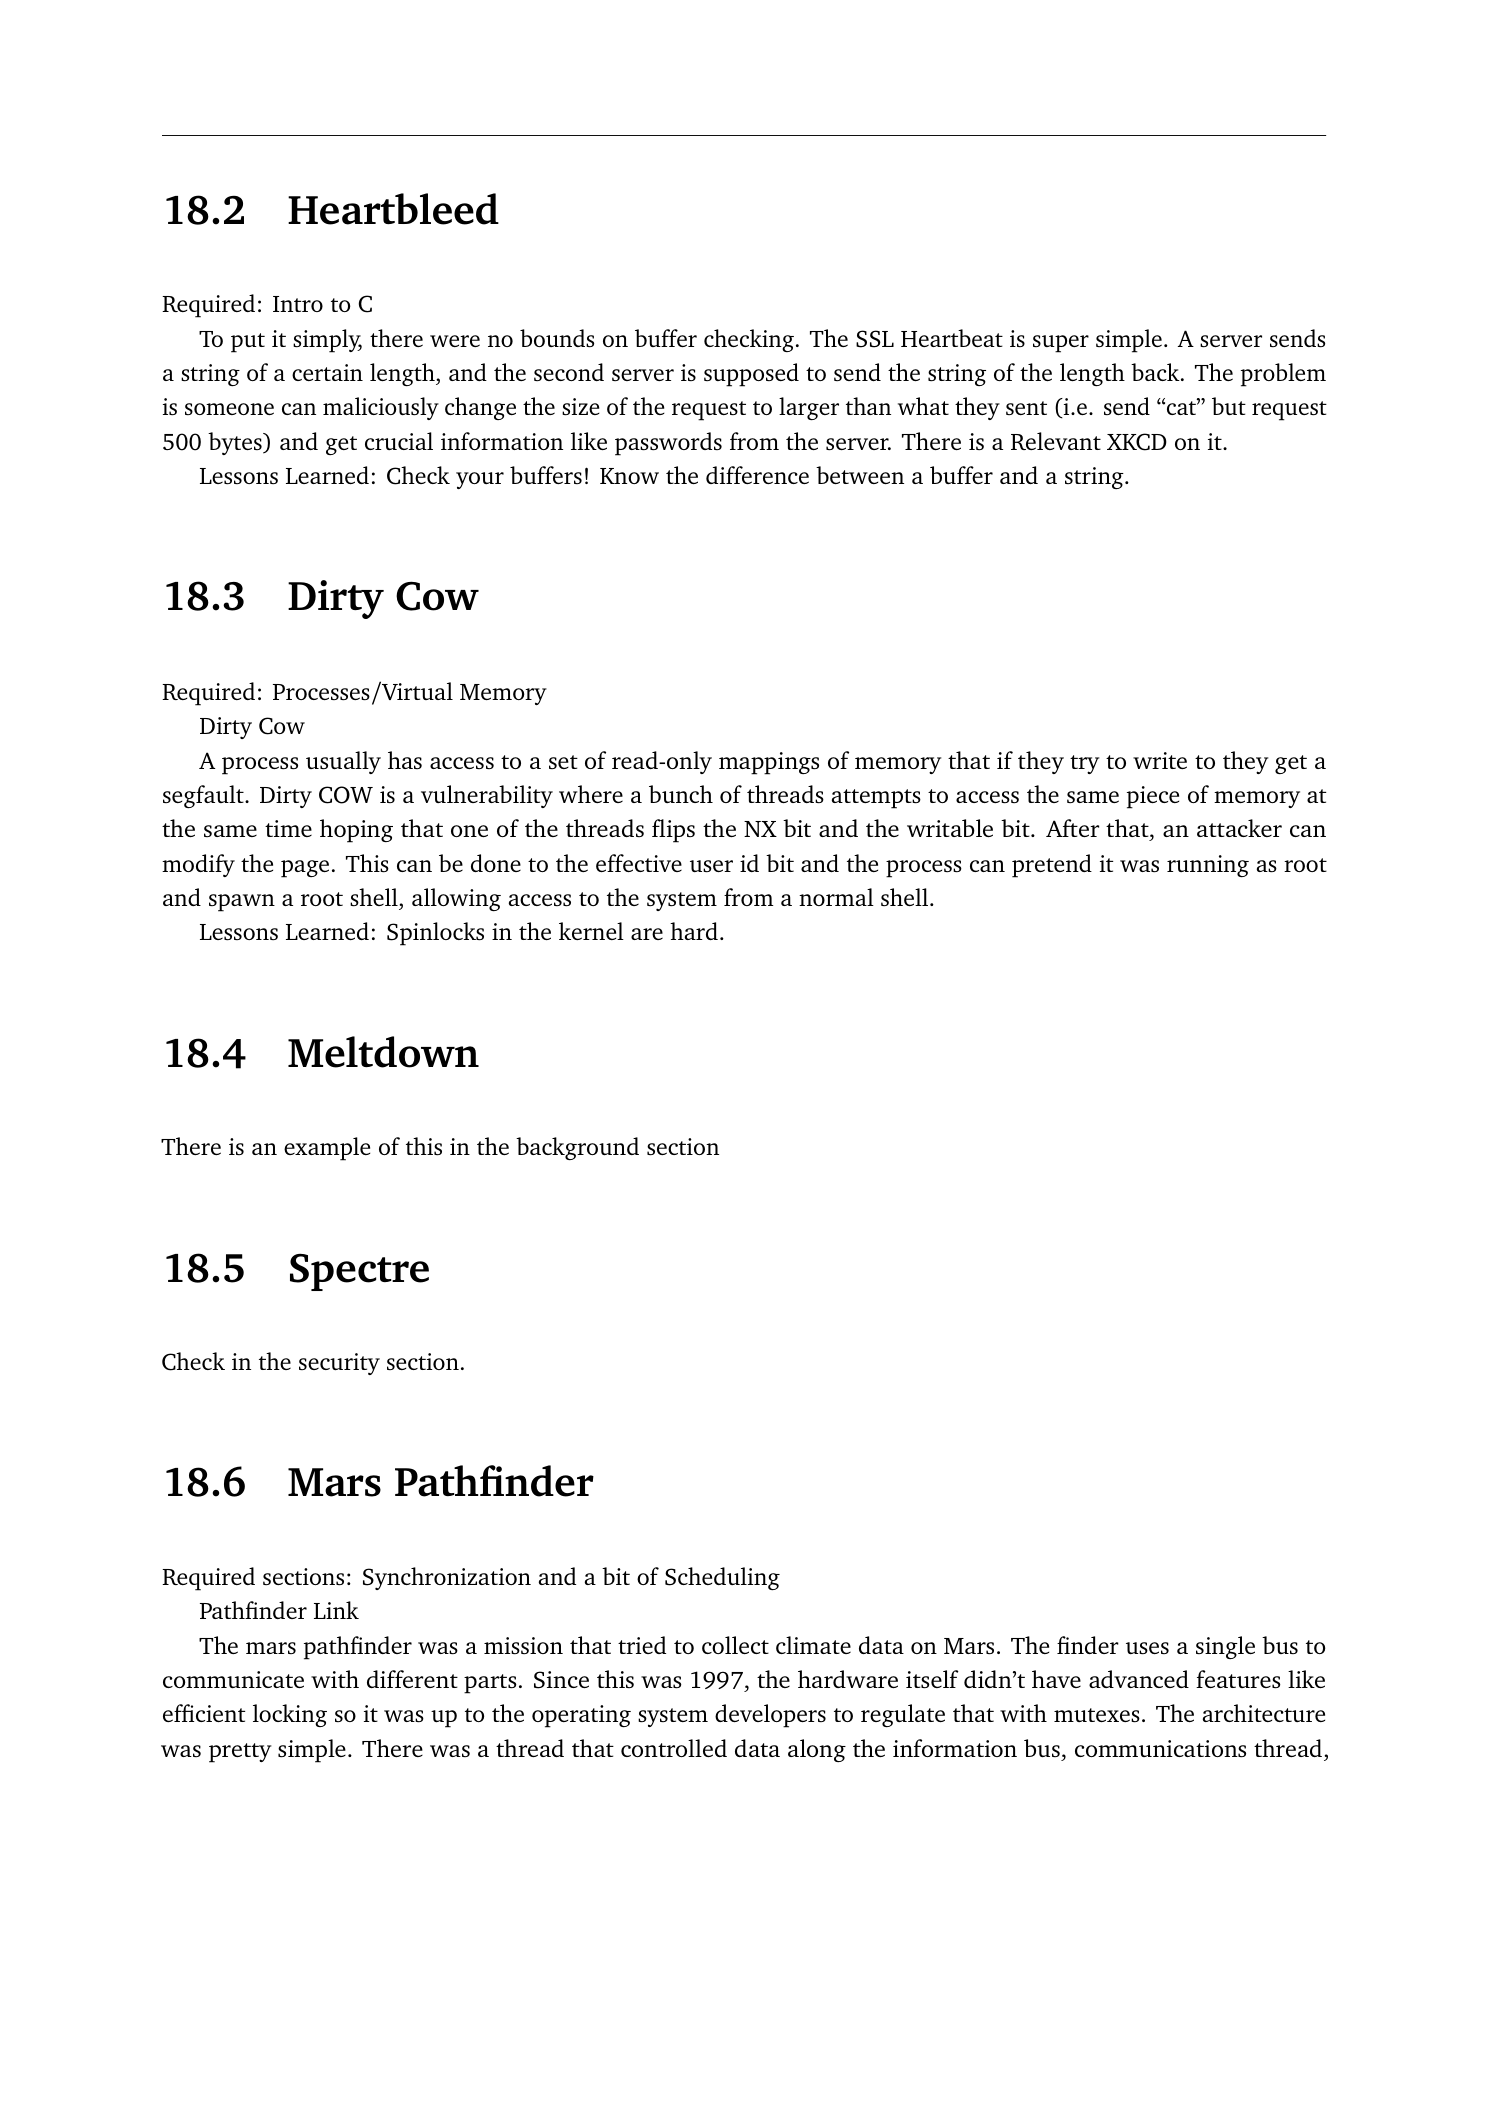 18.2 Heartbleed
Required: Intro to C
To put it simply, there were no bounds on buffer checking. The SSL Heartbeat is super simple. A server sends
a string of a certain length, and the second server is supposed to send the string of the length back. The problem
is someone can maliciously change the size of the request to larger than what they sent (i.e. send “cat” but request
500 bytes) and get crucial information like passwords from the server. There is a Relevant XKCD on it.
Lessons Learned: Check your buffers! Know the difference between a buffer and a string.
18.3 Dirty Cow
Required: Processes/Virtual Memory
Dirty Cow
A process usually has access to a set of read-only mappings of memory that if they try to write to they get a
segfault. Dirty COW is a vulnerability where a bunch of threads attempts to access the same piece of memory at
the same time hoping that one of the threads flips the NX bit and the writable bit. After that, an attacker can
modify the page. This can be done to the effective user id bit and the process can pretend it was running as root
and spawn a root shell, allowing access to the system from a normal shell.
Lessons Learned: Spinlocks in the kernel are hard.
18.4 Meltdown
There is an example of this in the background section
18.5 Spectre
Check in the security section.
18.6 Mars Pathfinder
Required sections: Synchronization and a bit of Scheduling
Pathfinder Link
The mars pathfinder was a mission that tried to collect climate data on Mars. The finder uses a single bus to
communicate with different parts. Since this was 1997, the hardware itself didn’t have advanced features like
efficient locking so it was up to the operating system developers to regulate that with mutexes. The architecture
was pretty simple. There was a thread that controlled data along the information bus, communications thread,